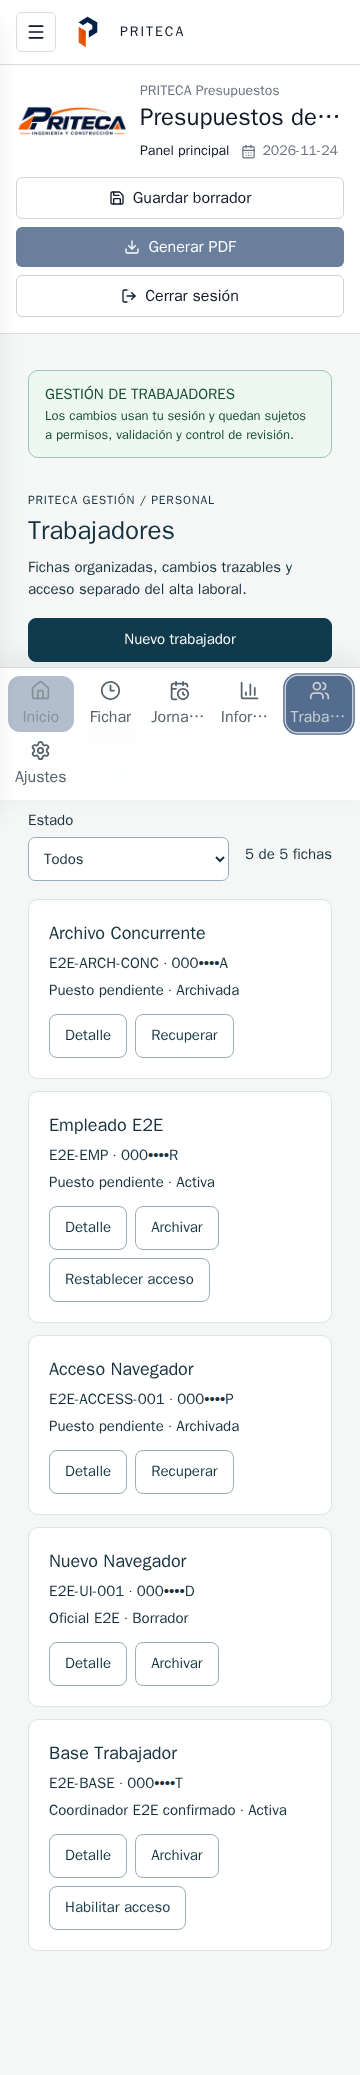 PRITECA
PRITECA
INGENIERÍA Y CONSTRUCCIÓN
PRITECA Presupuestos
Presupuestos de···
Panel principal 2026-11-24
Guardar borrador
Generar PDF
Cerrar sesión
GESTIÓN DE TRABAJADORES
Los cambios usan tu sesión y quedan sujetos
a permisos, validación y control de revisión.
PRITECA GESTIÓN / PERSONAL
Trabajadores
Fichas organizadas, cambios trazables y
acceso separado del alta laboral.
Nuevo trabajador
Inicio
Fichar
Jorna···
Infor···
Traba···
Ajustes
Estado
Todos
5 de 5 fichas
Archivo Concurrente
E2E-ARCH-CONC · 000••••A
Puesto pendiente · Archivada
Detalle
Recuperar
Empleado E2E
E2E-EMP · 000••••R
Puesto pendiente · Activa
Detalle
Archivar
Restablecer acceso
Acceso Navegador
E2E-ACCESS-001 · 000••••P
Puesto pendiente · Archivada
Detalle
Recuperar
Nuevo Navegador
E2E-UI-001 · 000••••D
Oficial E2E · Borrador
Detalle
Archivar
Base Trabajador
E2E-BASE · 000••••T
Coordinador E2E confirmado · Activa
Detalle
Archivar
Habilitar acceso